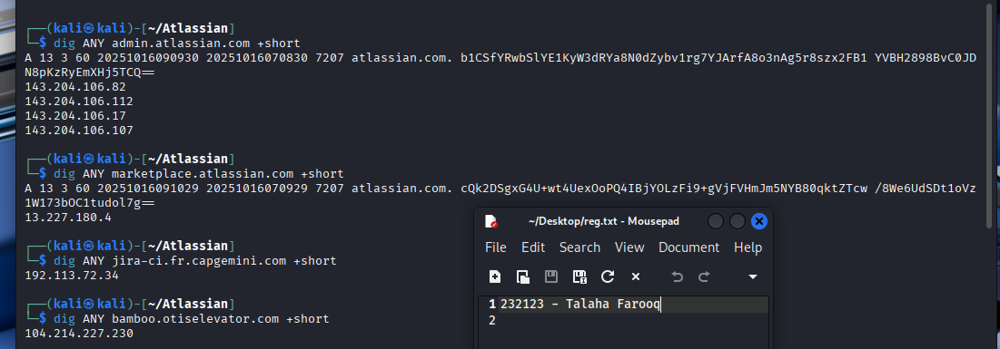 ┌──(kali㉿kali)-[~/Atlassian]
└─$ dig ANY admin.atlassian.com +short
A 13 3 60 20251016090930 20251016070830 7207 atlassian.com. b1CSfYRwbSlYE1KyW3dRYa8N0dZybv1rg7YJArfA8o3nAg5r8szx2FB1 YVBH2898BvC0JD
N8pKzRyEmXHj5TCQ==
143.204.106.82
143.204.106.112
143.204.106.17
143.204.106.107
┌──(kali㉿kali)-[~/Atlassian]
└─$ dig ANY marketplace.atlassian.com +short
A 13 3 60 20251016091029 20251016070929 7207 atlassian.com. cQk2DSgxG4U+wt4UexOoPQ4IBjYOLzFi9+gVjFVHmJm5NYB80qktZTcw /8We6UdSDt1oVz
1W173bOC1tudol7g==
13.227.180.4
┌──(kali㉿kali)-[~/Atlassian]
└─$ dig ANY jira-ci.fr.capgemini.com +short
192.113.72.34
┌──(kali㉿kali)-[~/Atlassian]
└─$ dig ANY bamboo.otiselevator.com +short
104.214.227.230
~/Desktop/reg.txt - Mousepad
File Edit Search View Document Help
1 232123 - Talaha Farooq
2